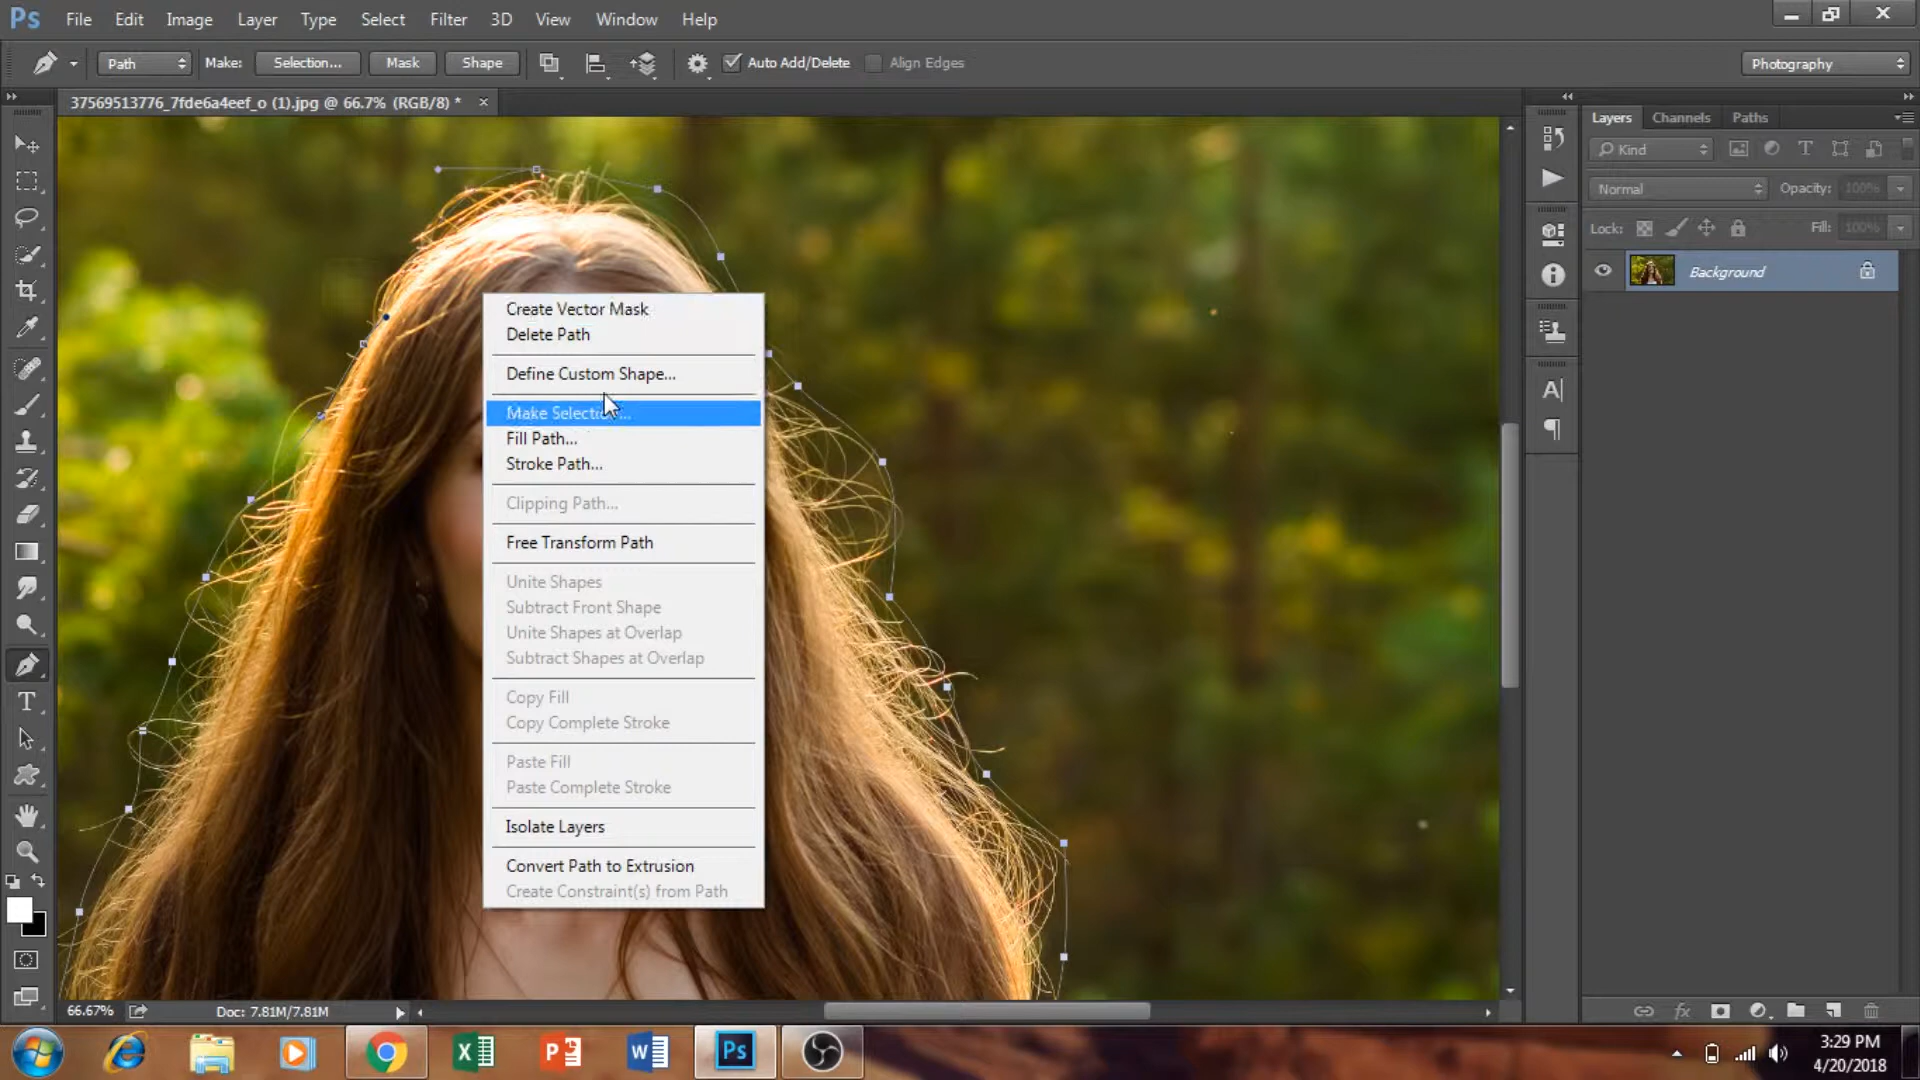 Ps File Edit Image Layer Type Select Filter 3D View Window Help
Path Make: Selection... Mask Shape Auto Add/Delete Align Edges Photography
37569513776_7fde6a4eef_o (1).jpg @ 66.7% (RGB/8) *
Layers Channels Paths
Kind
Normal Opacity: 100%
Lock: Fill: 100%
Background
Create Vector Mask
Delete Path
Define Custom Shape...
Make Selection...
Fill Path...
Stroke Path...
Clipping Path...
Free Transform Path
Unite Shapes
Subtract Front Shape
Unite Shapes at Overlap
Subtract Shapes at Overlap
Copy Fill
Copy Complete Stroke
Paste Fill
Paste Complete Stroke
Isolate Layers
Convert Path to Extrusion
Create Constraint(s) from Path
66.67% Doc: 7.81M/7.81M
Ps
3:29 PM
4/20/2018